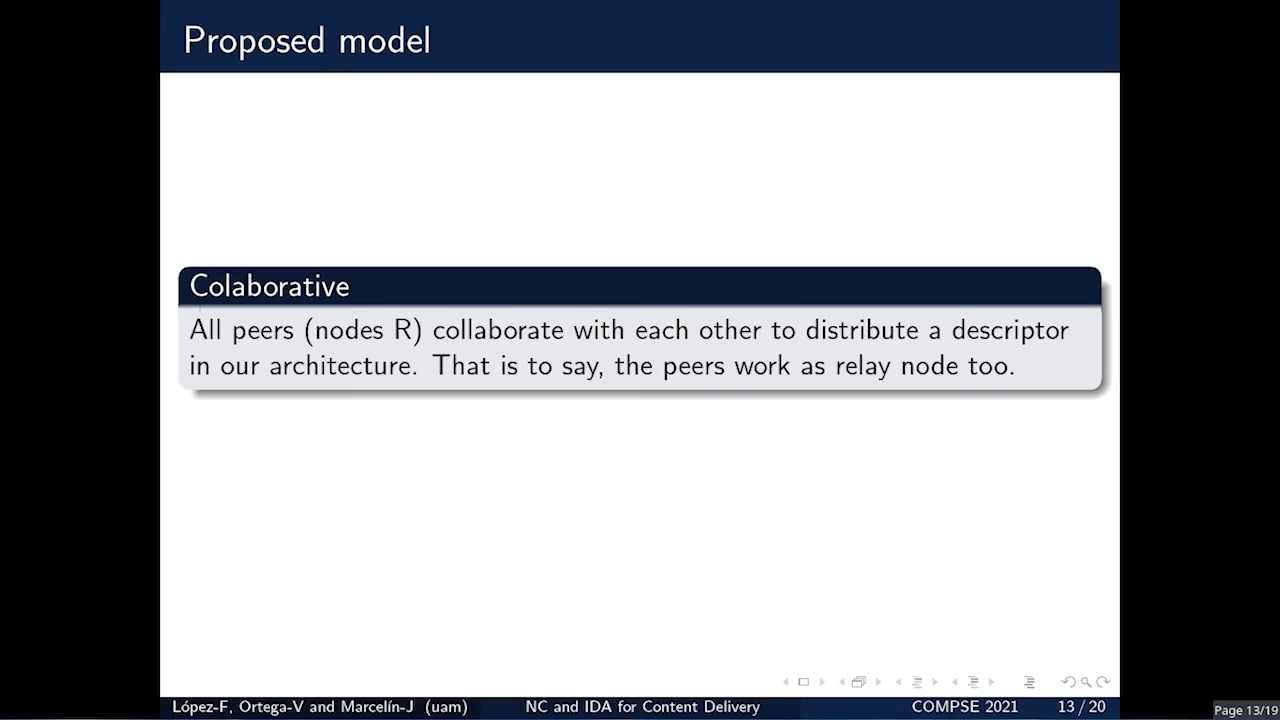 Proposed model
Colaborative
All peers (nodes R) collaborate with each other to distribute a descriptor
in our architecture. That is to say, the peers work as relay node too.
López-F, Ortega-V and Marcelín-J (uam)
NC and IDA for Content Delivery
COMPSE 2021
13 / 20
Page 13/19